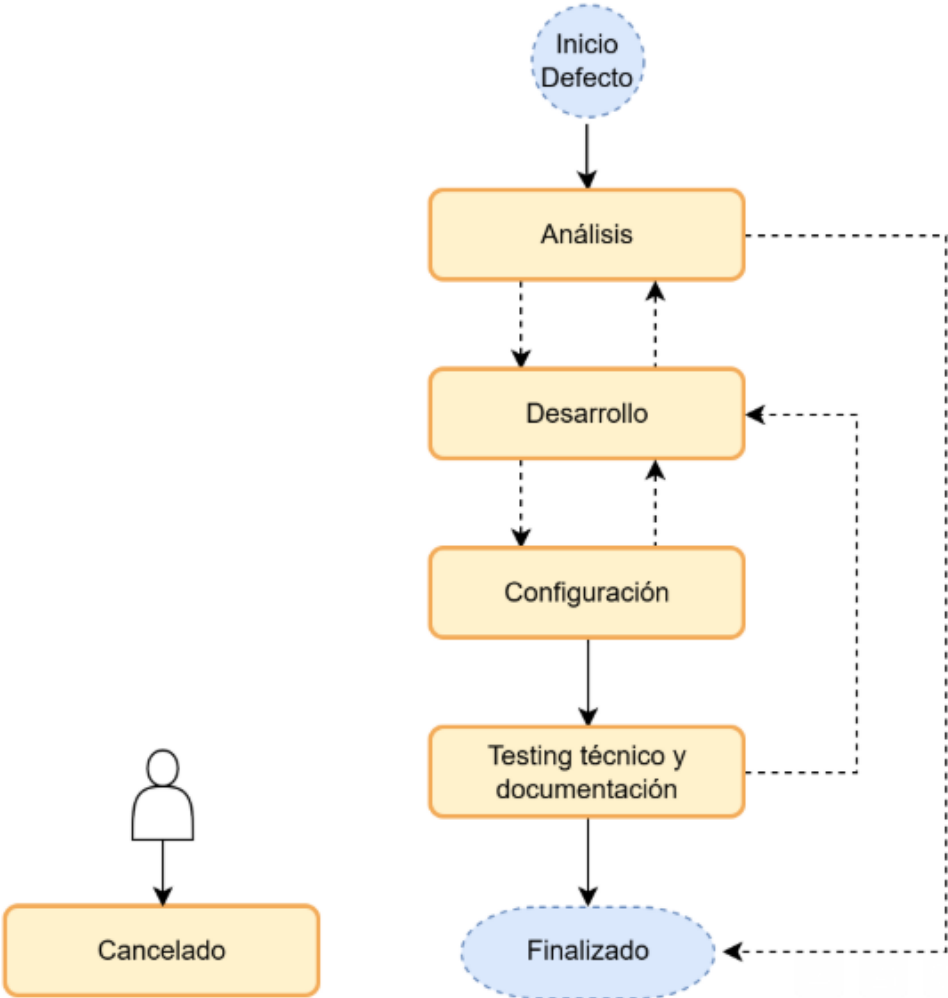 Inicio
Defecto
Análisis
Desarrollo
Configuración
Testing técnico y
documentación
Cancelado
Finalizado